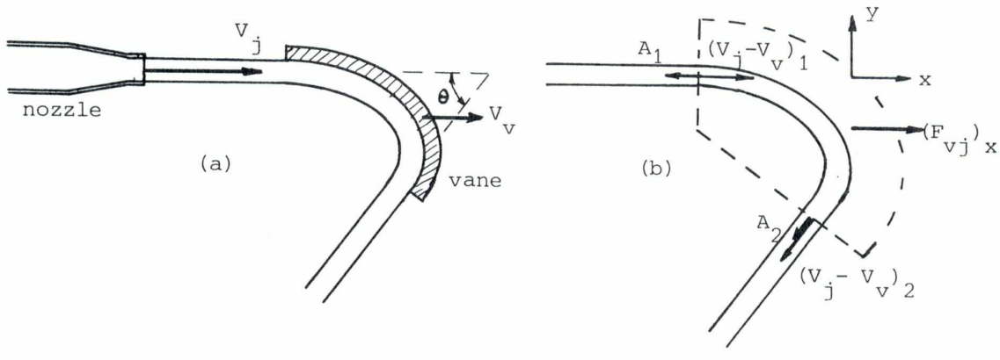 V_j
θ
V_v
nozzle
(a)
vane
A_1
(V_j-V_v)_1
y
x
(F_vj)_x
(b)
A_2
(V_j- V_v)_2